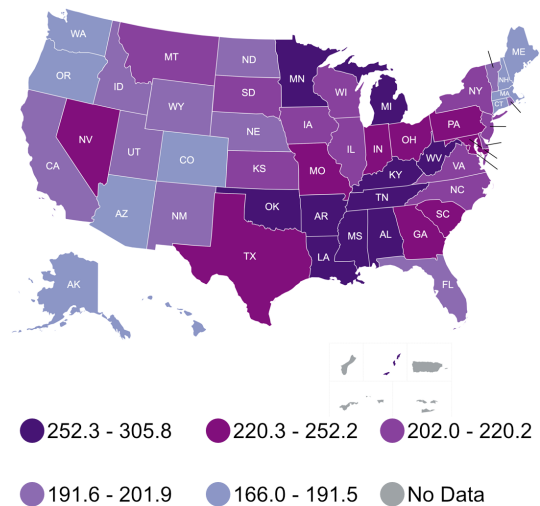 WA
ME
MT
ND
MN
OR
NH
ID
SD
WI
NY
MA
CT
WY
MI
IA
PA
NE
NV
IL
IN
OH
UT
CO
WV
CA
KS
MO
VA
KY
NC
TN
AZ
NM
OK
AR
SC
MS
AL
GA
TX
LA
FL
AK
252.3 - 305.8
220.3 - 252.2
202.0 - 220.2
191.6 - 201.9
166.0 - 191.5
No Data